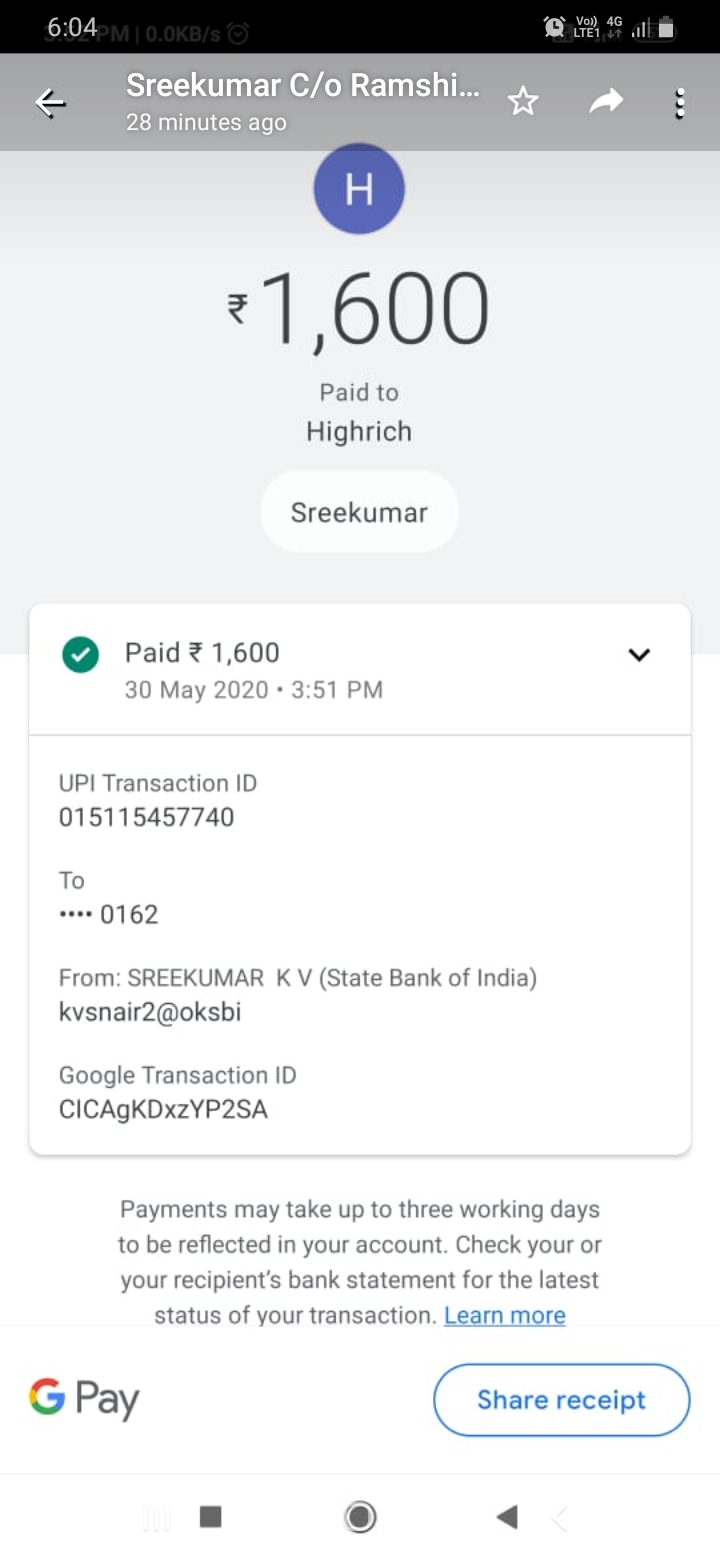 6:04
PM | 0.0KB/s
Vo)) 4G
LTE1
Sreekumar C/o Ramshi...
28 minutes ago
H
₹1,600
Paid to
Highrich
Sreekumar
Paid ₹ 1,600
30 May 2020 • 3:51 PM
UPI Transaction ID
015115457740
To
•••• 0162
From: SREEKUMAR K V (State Bank of India)
kvsnair2@oksbi
Google Transaction ID
CICAgKDxzYP2SA
Payments may take up to three working days
to be reflected in your account. Check your or
your recipient's bank statement for the latest
status of your transaction. Learn more
G Pay
Share receipt